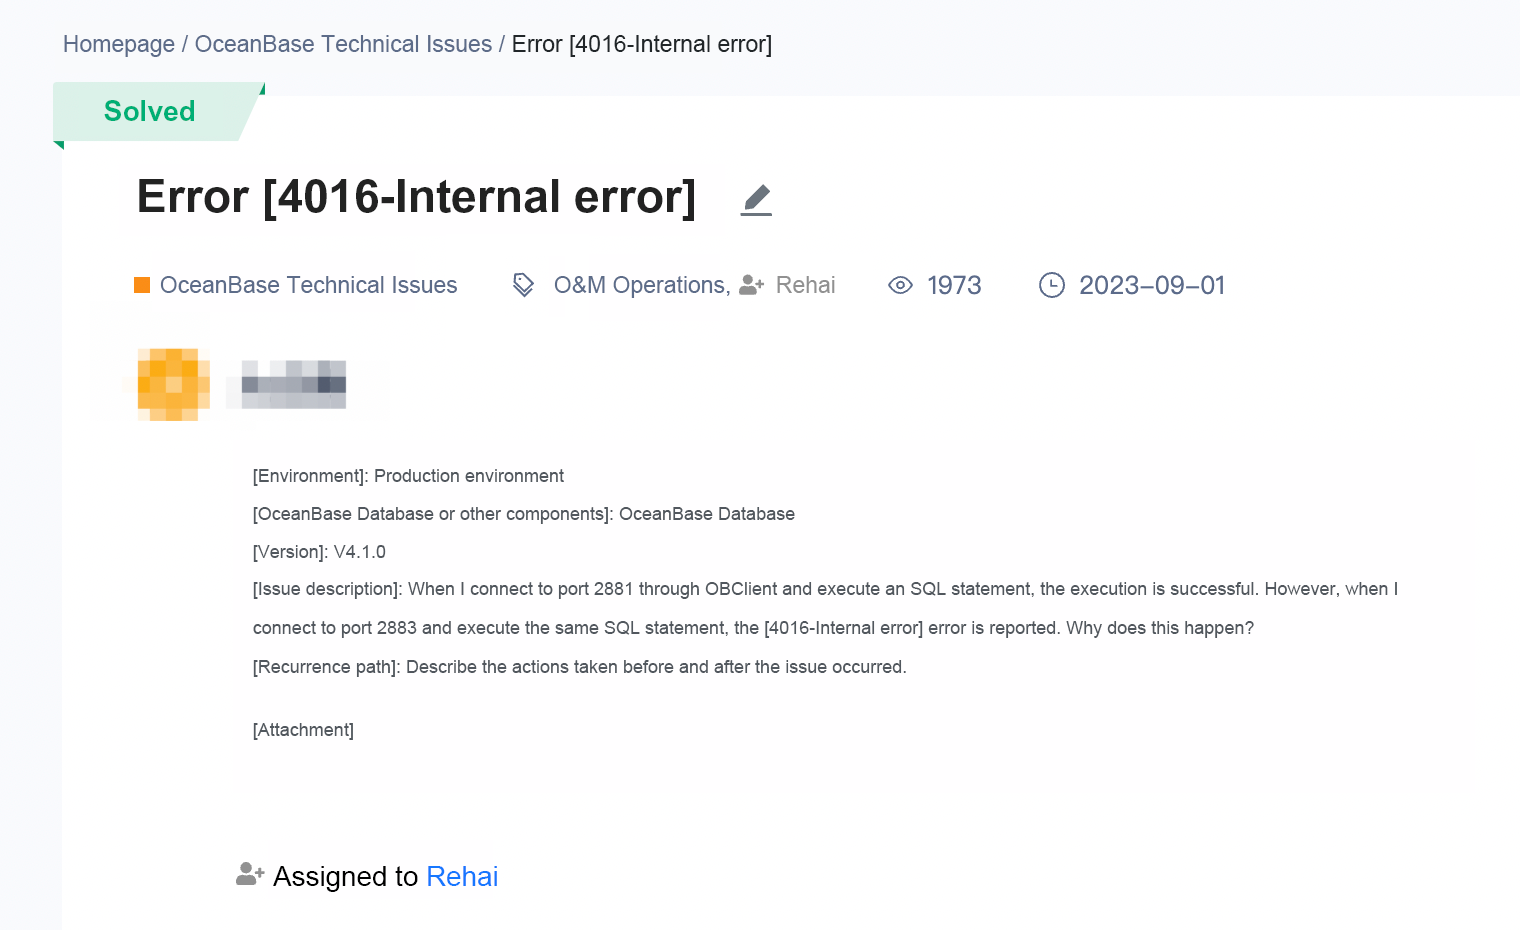 Homepage / OceanBase Technical Issues / Error [4016-Internal error]
Solved
Error [4016-Internal error]
OceanBase Technical Issues O&M Operations, Rehai 1973 2023-09-01
[Environment]: Production environment
[OceanBase Database or other components]: OceanBase Database
[Version]: V4.1.0
[Issue description]: When I connect to port 2881 through OBClient and execute an SQL statement, the execution is successful. However, when I
connect to port 2883 and execute the same SQL statement, the [4016-Internal error] error is reported. Why does this happen?
[Recurrence path]: Describe the actions taken before and after the issue occurred.
[Attachment]
Assigned to Rehai